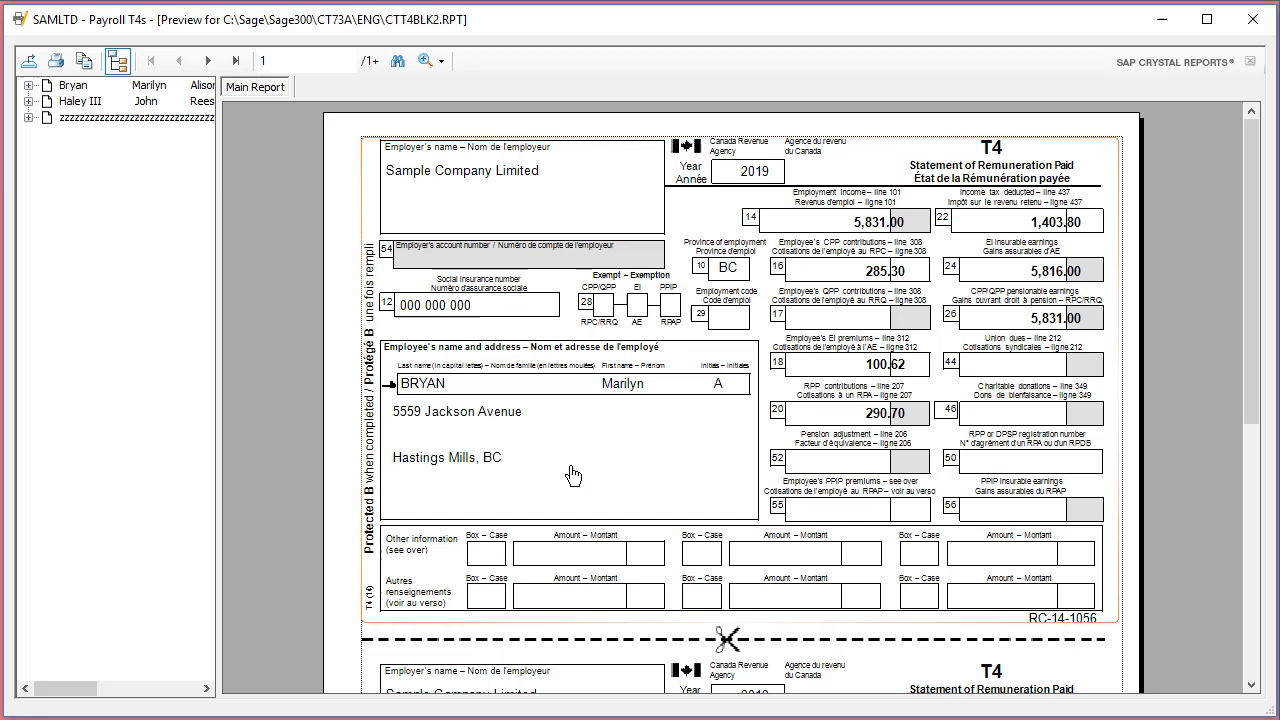 SAMLTD - Payroll T4s - [Preview for C:\Sage\Sage300\CT73A\ENG\CTT4BLK2.RPT]
1 /1+
SAP CRYSTAL REPORTS®
Bryan Marilyn Alison
Haley III John Rees
zzzzzzzzzzzzzzzzzzzzzzzzzzzzzzz
Main Report
Employer's name – Nom de l'employeur
Sample Company Limited
Canada Revenue Agency
Agence du revenu du Canada
T4
Year
Année
2019
Statement of Remuneration Paid
État de la Rémunération payée
Employment income – line 101
Revenus d'emploi – ligne 101
14 5,831.00
Income tax deducted – line 437
Impôt sur le revenu retenu – ligne 437
22 1,403.80
54 Employer's account number / Numéro de compte de l'employeur
Province of employment
Province d'emploi
10 BC
Employee's CPP contributions – line 308
Cotisations de l'employé au RPC – ligne 308
16 285.30
EI insurable earnings
Gains assurables d'AE
24 5,816.00
Social insurance number
Numéro d'assurance sociale
12 000 000 000
Exempt – Exemption
CPP/QPP EI PPIP
28
RPC/RRQ AE RPAP
Employment code
Code d'emploi
29
Employee's QPP contributions – line 308
Cotisations de l'employé au RRQ – ligne 308
17
CPP/QPP pensionable earnings
Gains ouvrant droit à pension – RPC/RRQ
26 5,831.00
Employee's EI premiums – line 312
Cotisations de l'employé à l'AE – ligne 312
18 100.62
Union dues – line 212
Cotisations syndicales – ligne 212
44
Employee's name and address – Nom et adresse de l'employé
Last name (in capital letters) – Nom de famille (en lettres moulées) First name – Prénom Initials – Initiales
BRYAN Marilyn A
5559 Jackson Avenue
Hastings Mills, BC
RPP contributions – line 207
Cotisations à un RPA – ligne 207
20 290.70
Charitable donations – line 349
Dons de bienfaisance – ligne 349
46
Pension adjustment – line 206
Facteur d'équivalence – ligne 206
52
RPP or DPSP registration number
N° d'agrément d'un RPA ou d'un RPDB
50
Employee's PPIP premiums – see over
Cotisations de l'employé au RPAP – voir au verso
55
PPIP insurable earnings
Gains assurables du RPAP
56
Protected B when completed / Protégé B une fois rempli
T4 (14)
Other information
(see over)
Box – Case Amount – Montant Box – Case Amount – Montant Box – Case Amount – Montant
Autres
renseignements
(voir au verso)
Box – Case Amount – Montant Box – Case Amount – Montant Box – Case Amount – Montant
RC-14-1056
Employer's name – Nom de l'employeur
Sample Company Limited
Canada Revenue Agency
Agence du revenu du Canada
T4
Year
2019
Statement of Remuneration Paid